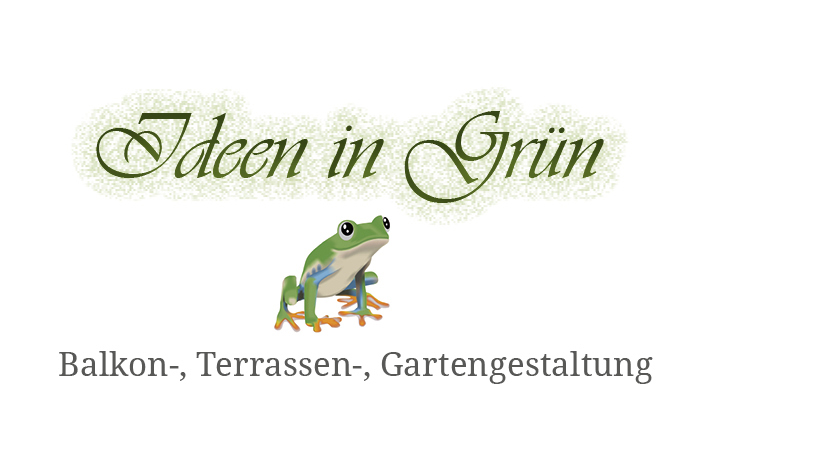 Ideen in Grün
Balkon-, Terrassen-, Gartengestaltung